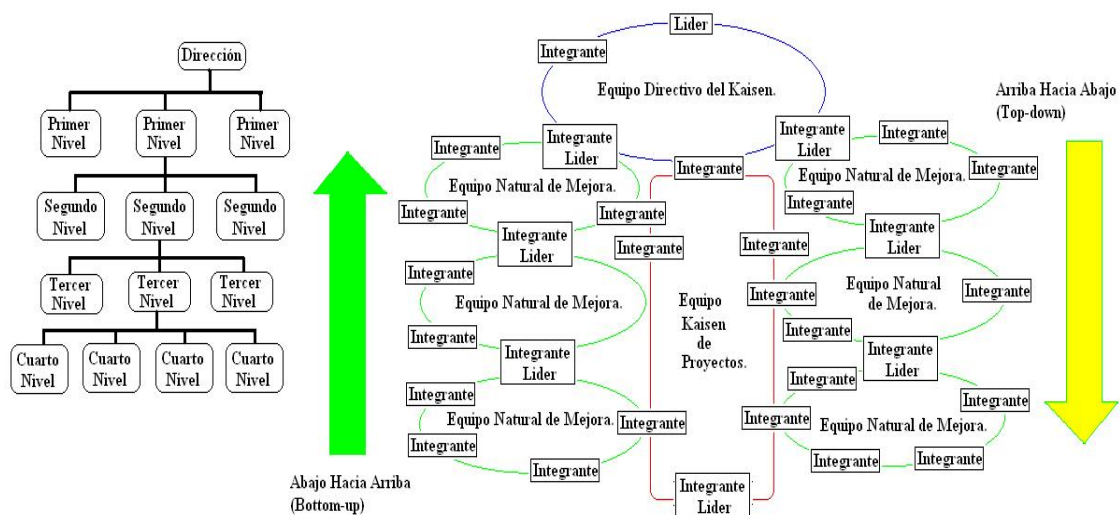 Dirección
Primer
Nivel
Primer
Nivel
Primer
Nivel
Segundo
Nivel
Segundo
Nivel
Segundo
Nivel
Tercer
Nivel
Tercer
Nivel
Tercer
Nivel
Cuarto
Nivel
Cuarto
Nivel
Cuarto
Nivel
Cuarto
Nivel
Abajo Hacia Arriba
(Bottom-up)
Lider
Integrante
Equipo Directivo del Kaisen.
Integrante
Lider
Integrante
Integrante
Lider
Integrante
Equipo Natural de Mejora.
Integrante
Integrante
Integrante
Lider
Integrante
Integrante
Equipo Natural de Mejora.
Integrante
Integrante
Lider
Integrante
Equipo Natural de Mejora.
Integrante
Integrante
Integrante
Equipo
Kaisen
de
Proyectos.
Integrante
Lider
Integrante
Integrante
Equipo Natural de Mejora.
Integrante
Integrante
Lider
Integrante
Integrante
Equipo Natural
de Mejora.
Integrante
Integrante
Integrante
Lider
Integrante
Integrante
Integrante
Equipo Natural de Mejora.
Integrante
Integrante
Arriba Hacia Abajo
(Top-down)